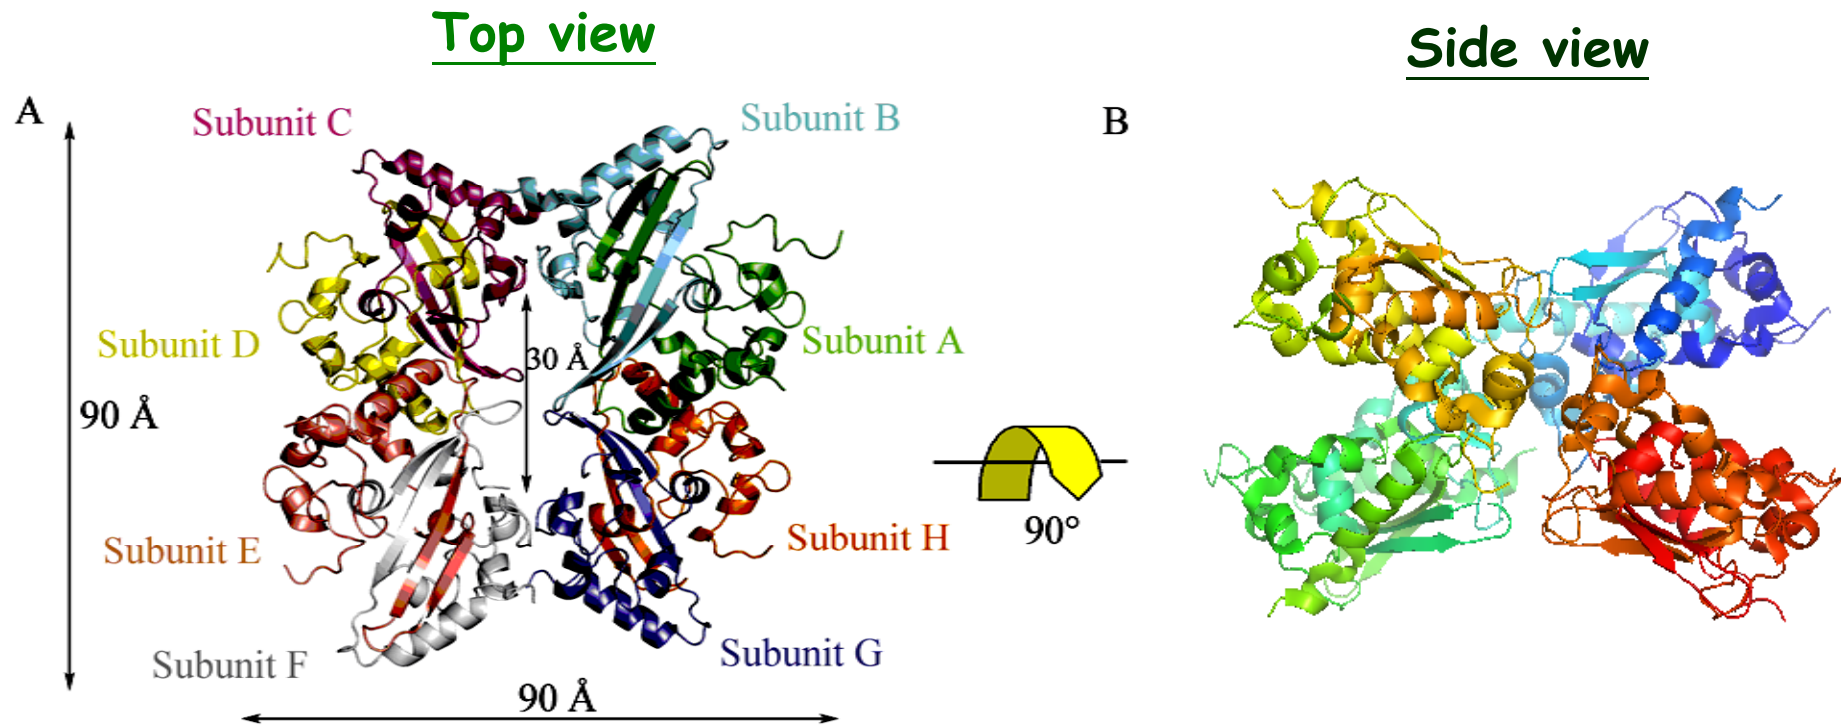 Top view
Side view
A
Subunit C
Subunit B
B
Subunit D
30 Å
Subunit A
90 Å
Subunit E
Subunit H
90°
Subunit F
Subunit G
90 Å